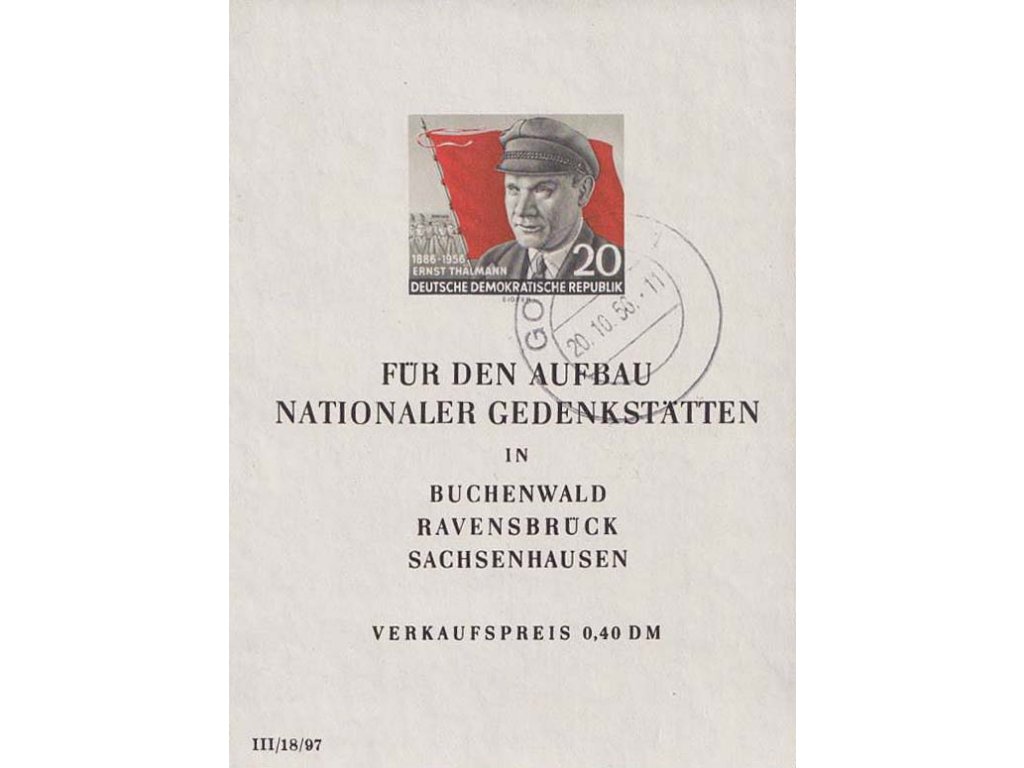 1886-1956
ERNST THÄLMANN
20
DEUTSCHE DEMOKRATISCHE REPUBLIK
GO
20.10.56.-11
FÜR DEN AUFBAU
NATIONALER GEDENKSTÄTTEN
IN
BUCHENWALD
RAVENSBRÜCK
SACHSENHAUSEN
VERKAUFSPREIS 0,40 DM
III/18/97